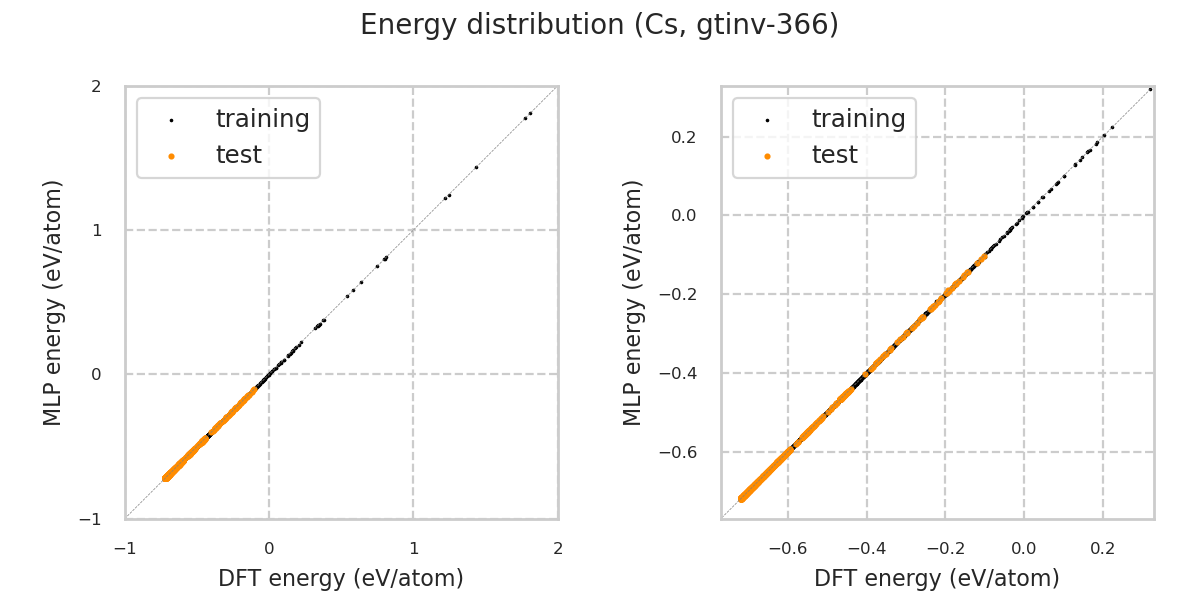 Energy distribution (Cs, gtinv-366)
training
test
2
1
0
−1
−1
0
1
2
MLP energy (eV/atom)
DFT energy (eV/atom)
training
test
0.2
0.0
−0.2
−0.4
−0.6
−0.6
−0.4
−0.2
0.0
0.2
MLP energy (eV/atom)
DFT energy (eV/atom)